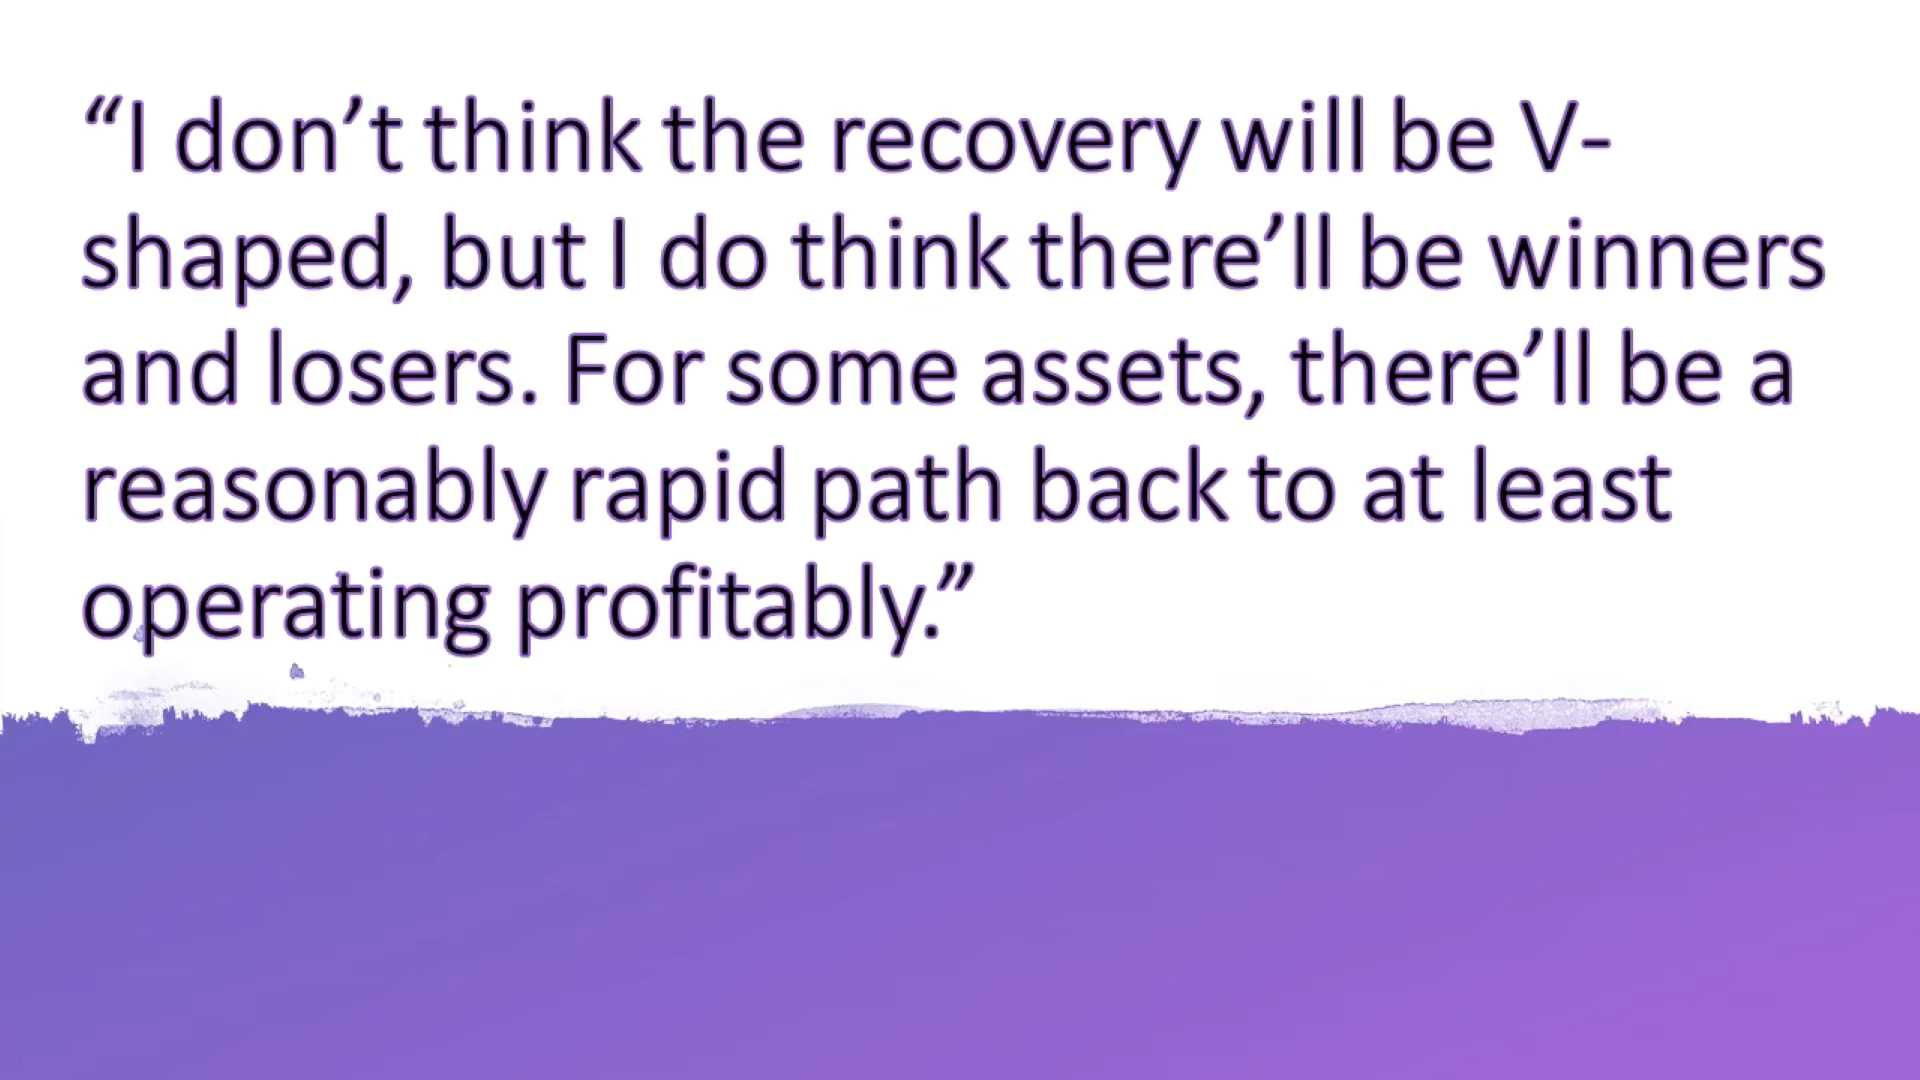 “I don’t think the recovery will be V-
shaped, but I do think there’ll be winners
and losers. For some assets, there’ll be a
reasonably rapid path back to at least
operating profitably.”